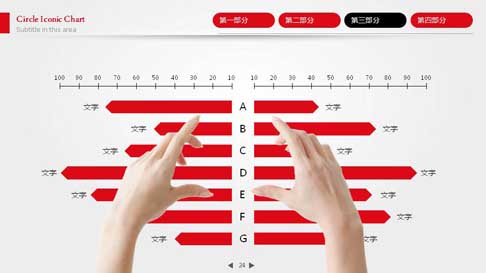 Circle Iconic Chart
Subtitle in this area
第一部分 第二部分 第三部分 第四部分
100 90 80 70 60 50 40 30 20 10 10 20 30 40 50 60 70 80 90 100
文字 A 文字
文字 B 文字
文字 C 文字
文字 D 文字
文字 E 文字
F 文字
文字 G 文字
24